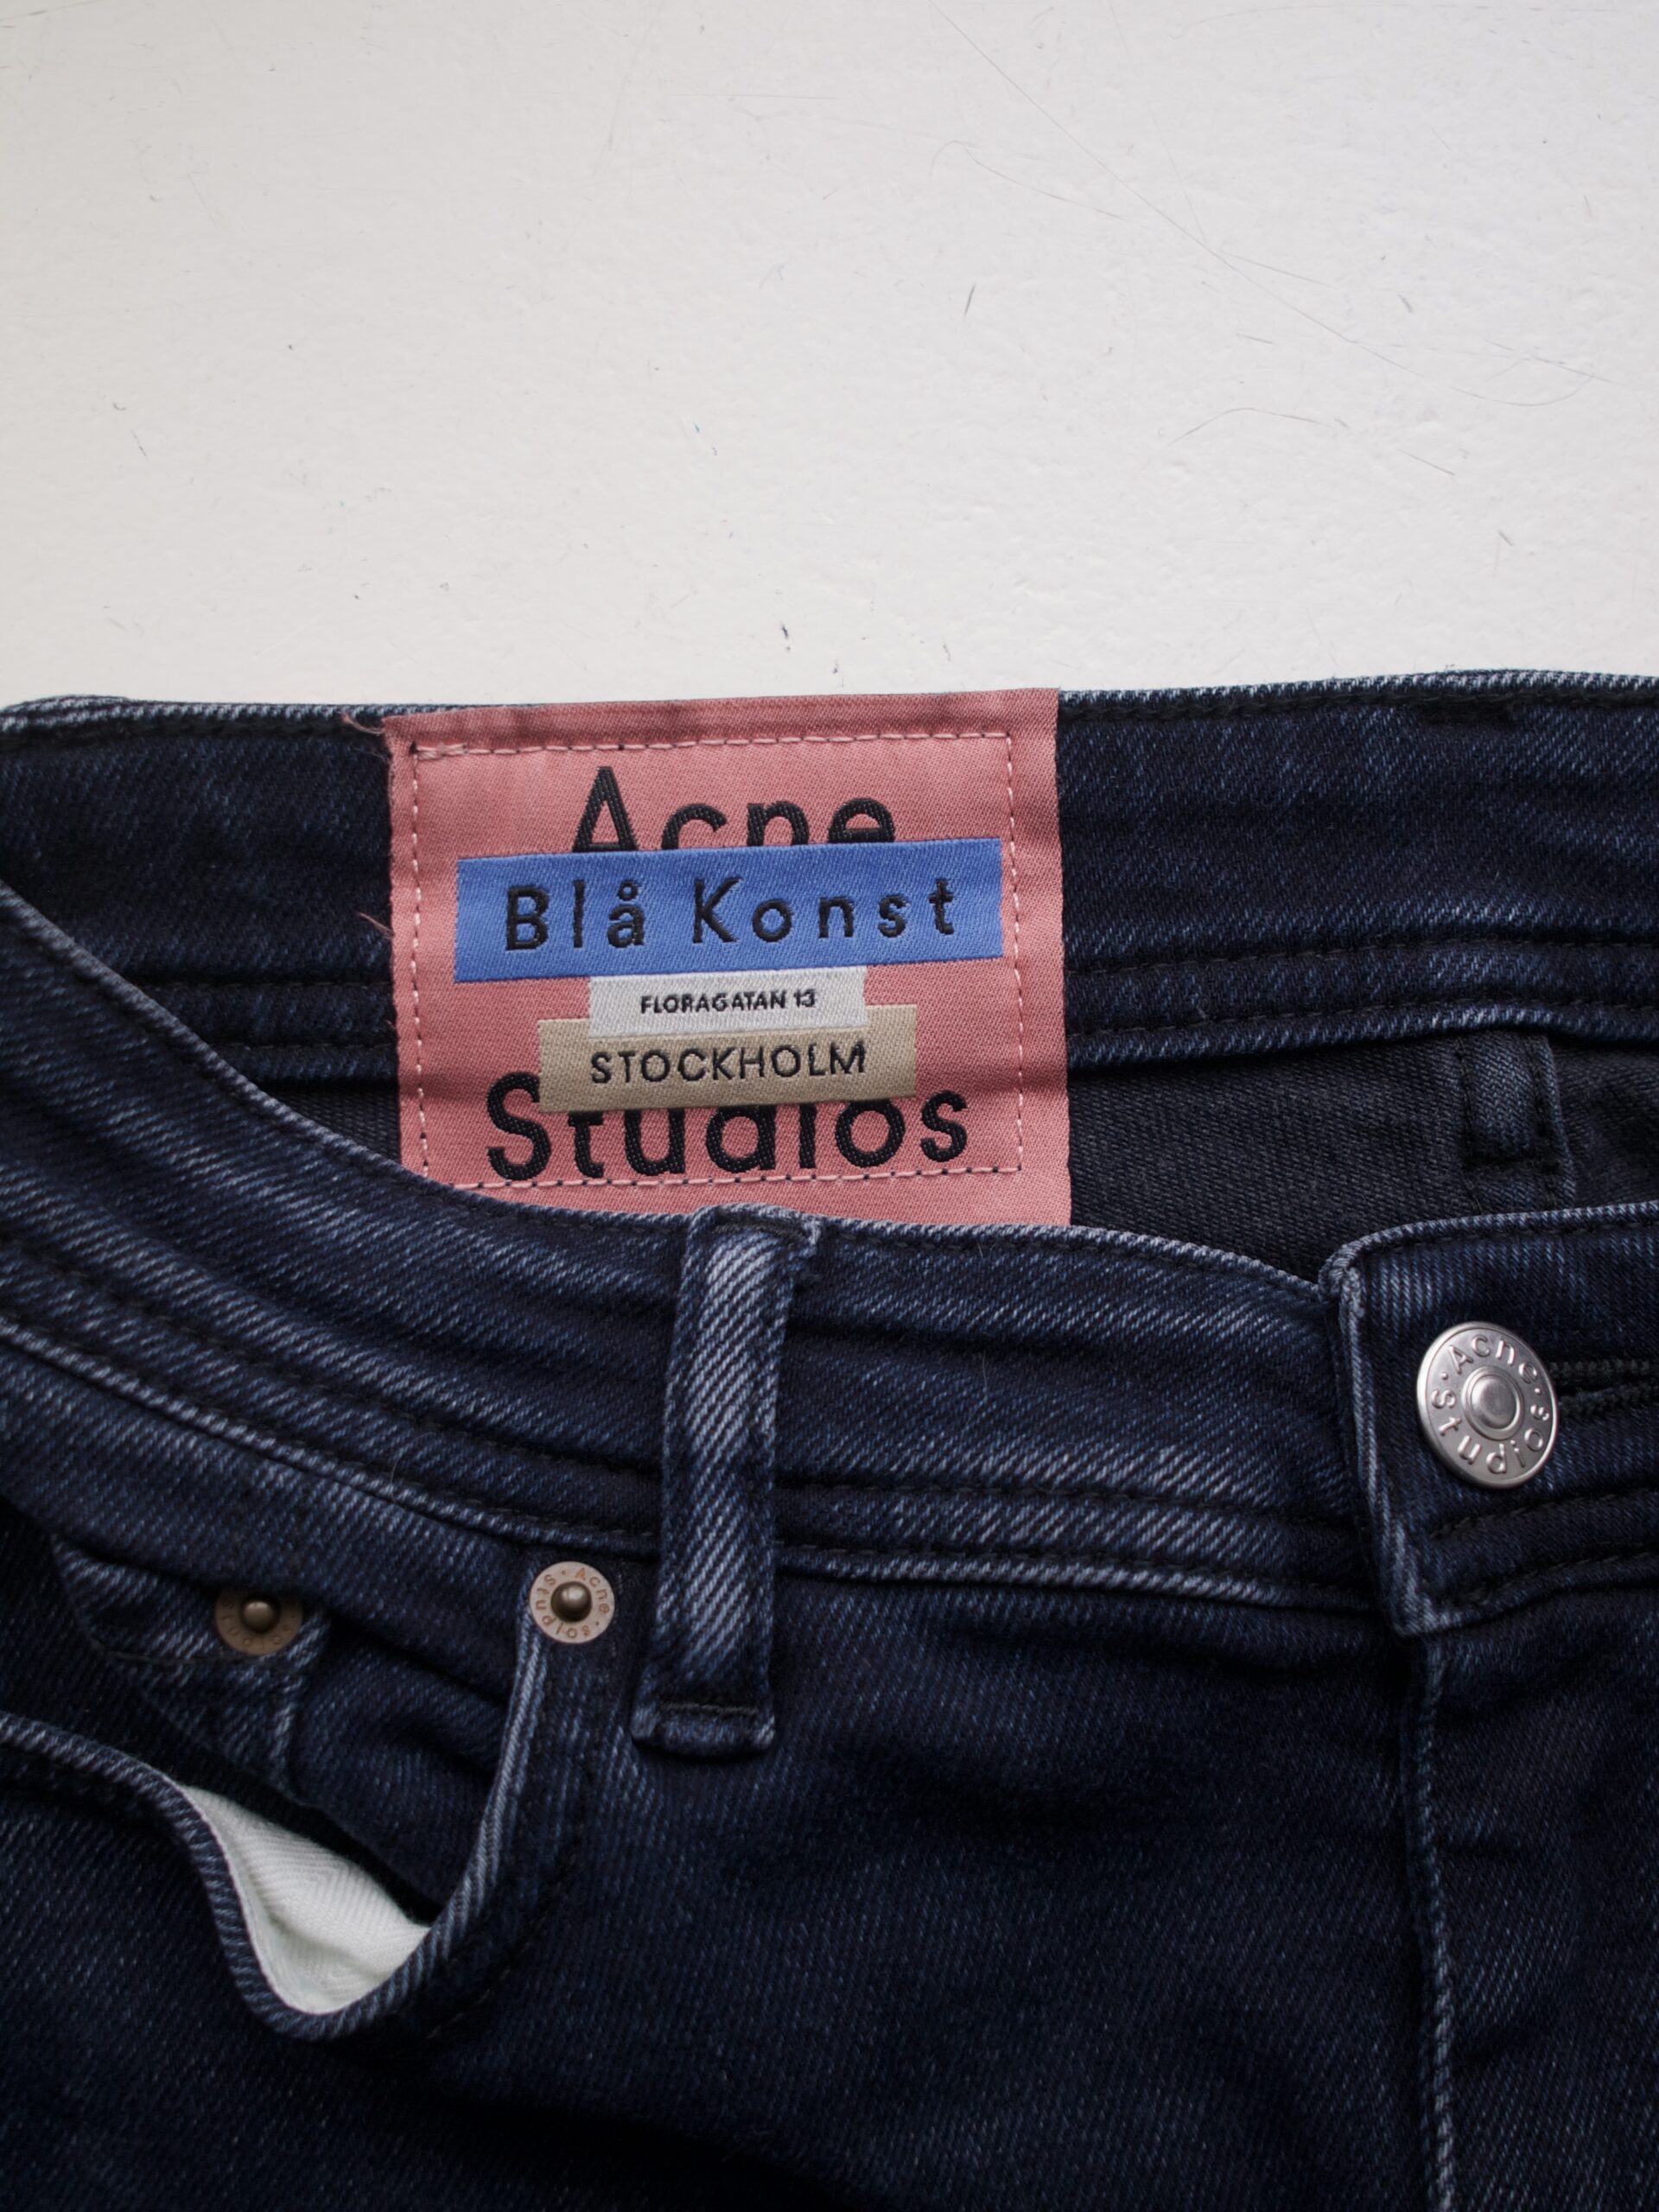 Acne
Blå Konst
FLORAGATAN 13
STOCKHOLM
Studios
Acne Studios
Acne Studios